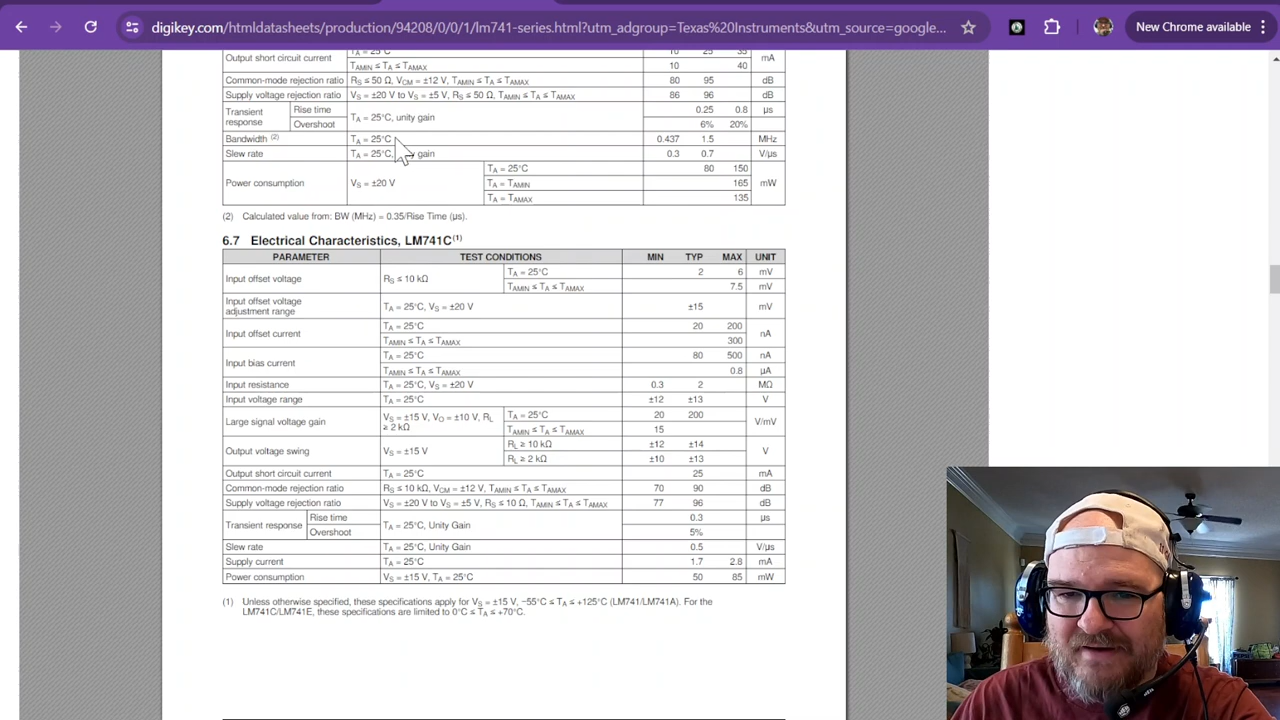 digikey.com/htmldatasheets/production/94208/0/0/1/lm741-series.html?utm_adgroup=Texas%20Instruments&utm_source=google...
New Chrome available
Output short circuit current TA = 25°C 10 25 35 mA
TAMIN ≤ TA ≤ TAMAX 10 40
Common-mode rejection ratio RS ≤ 50 Ω, VCM = ±12 V, TAMIN ≤ TA ≤ TAMAX 80 95 dB
Supply voltage rejection ratio VS = ±20 V to VS = ±5 V, RS ≤ 50 Ω, TAMIN ≤ TA ≤ TAMAX 86 96 dB
Transient response Rise time TA = 25°C, unity gain 0.25 0.8 μs
Overshoot 6% 20%
Bandwidth (2) TA = 25°C 0.437 1.5 MHz
Slew rate TA = 25°C, gain 0.3 0.7 V/μs
Power consumption VS = ±20 V TA = 25°C 80 150 mW
TA = TAMIN 165
TA = TAMAX 135
(2) Calculated value from: BW (MHz) = 0.35/Rise Time (μs).
6.7 Electrical Characteristics, LM741C(1)
PARAMETER TEST CONDITIONS MIN TYP MAX UNIT
Input offset voltage RS ≤ 10 kΩ TA = 25°C 2 6 mV
TAMIN ≤ TA ≤ TAMAX 7.5 mV
Input offset voltage
adjustment range TA = 25°C, VS = ±20 V ±15 mV
Input offset current TA = 25°C 20 200 nA
TAMIN ≤ TA ≤ TAMAX 300
Input bias current TA = 25°C 80 500 nA
TAMIN ≤ TA ≤ TAMAX 0.8 μA
Input resistance TA = 25°C, VS = ±20 V 0.3 2 MΩ
Input voltage range TA = 25°C ±12 ±13 V
Large signal voltage gain VS = ±15 V, VO = ±10 V, RL
≥ 2 kΩ TA = 25°C 20 200 V/mV
TAMIN ≤ TA ≤ TAMAX 15
Output voltage swing VS = ±15 V RL ≥ 10 kΩ ±12 ±14 V
RL ≥ 2 kΩ ±10 ±13
Output short circuit current TA = 25°C 25 mA
Common-mode rejection ratio RS ≤ 10 kΩ, VCM = ±12 V, TAMIN ≤ TA ≤ TAMAX 70 90 dB
Supply voltage rejection ratio VS = ±20 V to VS = ±5 V, RS ≤ 10 Ω, TAMIN ≤ TA ≤ TAMAX 77 96 dB
Transient response Rise time TA = 25°C, Unity Gain 0.3 μs
Overshoot 5%
Slew rate TA = 25°C, Unity Gain 0.5 V/μs
Supply current TA = 25°C 1.7 2.8 mA
Power consumption VS = ±15 V, TA = 25°C 50 85 mW
(1) Unless otherwise specified, these specifications apply for VS = ±15 V, −55°C ≤ TA ≤ +125°C (LM741/LM741A). For the
LM741C/LM741E, these specifications are limited to 0°C ≤ TA ≤ +70°C.